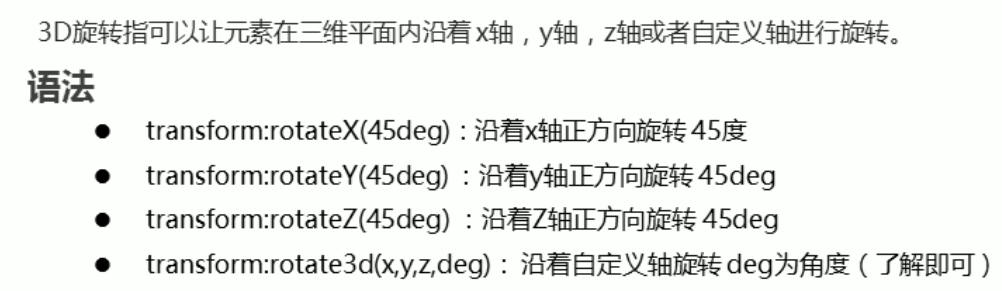 3D旋转指可以让元素在三维平面内沿着 x轴，y轴，z轴或者自定义轴进行旋转。
语法
● transform:rotateX(45deg)：沿着x轴正方向旋转 45度
● transform:rotateY(45deg) ：沿着y轴正方向旋转 45deg
● transform:rotateZ(45deg) ：沿着Z轴正方向旋转 45deg
● transform:rotate3d(x,y,z,deg)： 沿着自定义轴旋转 deg为角度（了解即可）